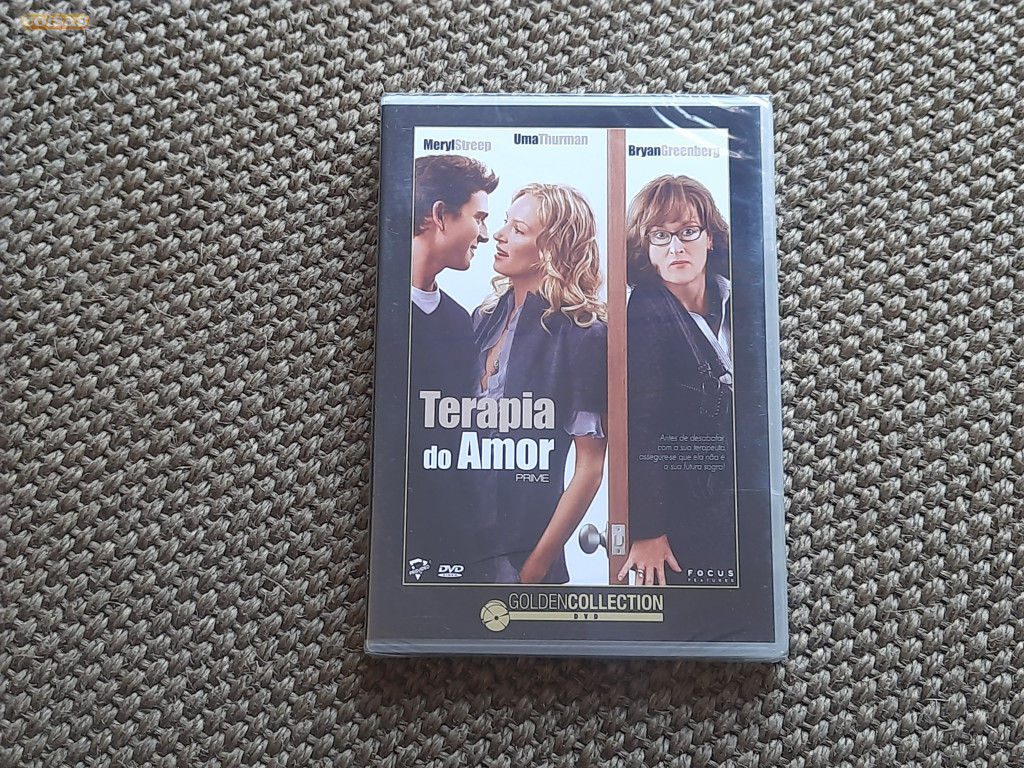 MerylStreep
UmaThurman
BryanGreenberg
Terapia
do Amor
PRIME
Antes de desabafar
com a sua terapeuta,
assegure-se que ela não é
a sua futura sogra!
DVD
VIDEO
FOCUS
FEATURES
GOLDENCOLLECTION
DVD